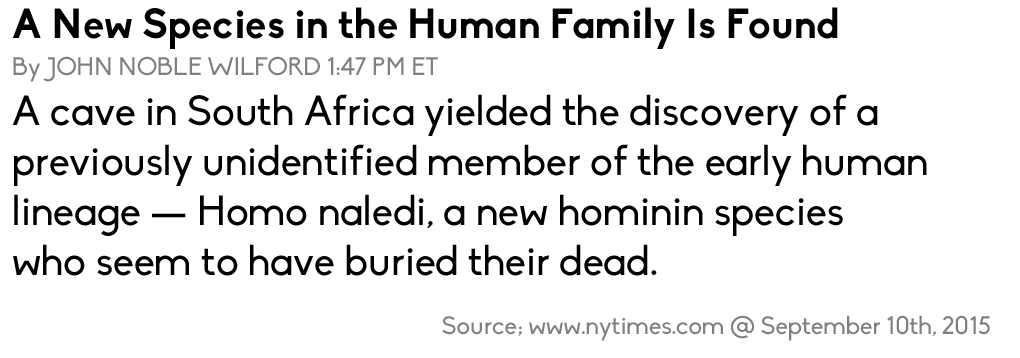 A New Species in the Human Family Is Found
By JOHN NOBLE WILFORD 1:47 PM ET
A cave in South Africa yielded the discovery of a
previously unidentified member of the early human
lineage — Homo naledi, a new hominin species
who seem to have buried their dead.
Source; www.nytimes.com @ September 10th, 2015